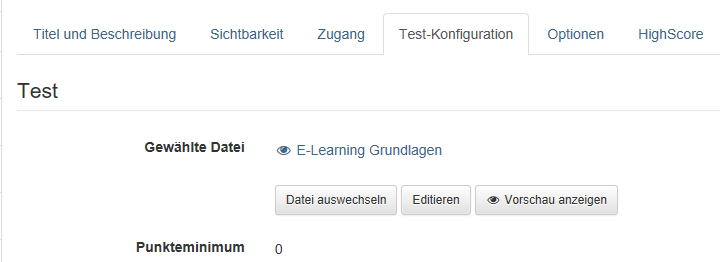 Titel und Beschreibung Sichtbarkeit Zugang Test-Konfiguration Optionen HighScore
Test
Gewählte Datei E-Learning Grundlagen
Datei auswechseln Editieren Vorschau anzeigen
Punkteminimum 0